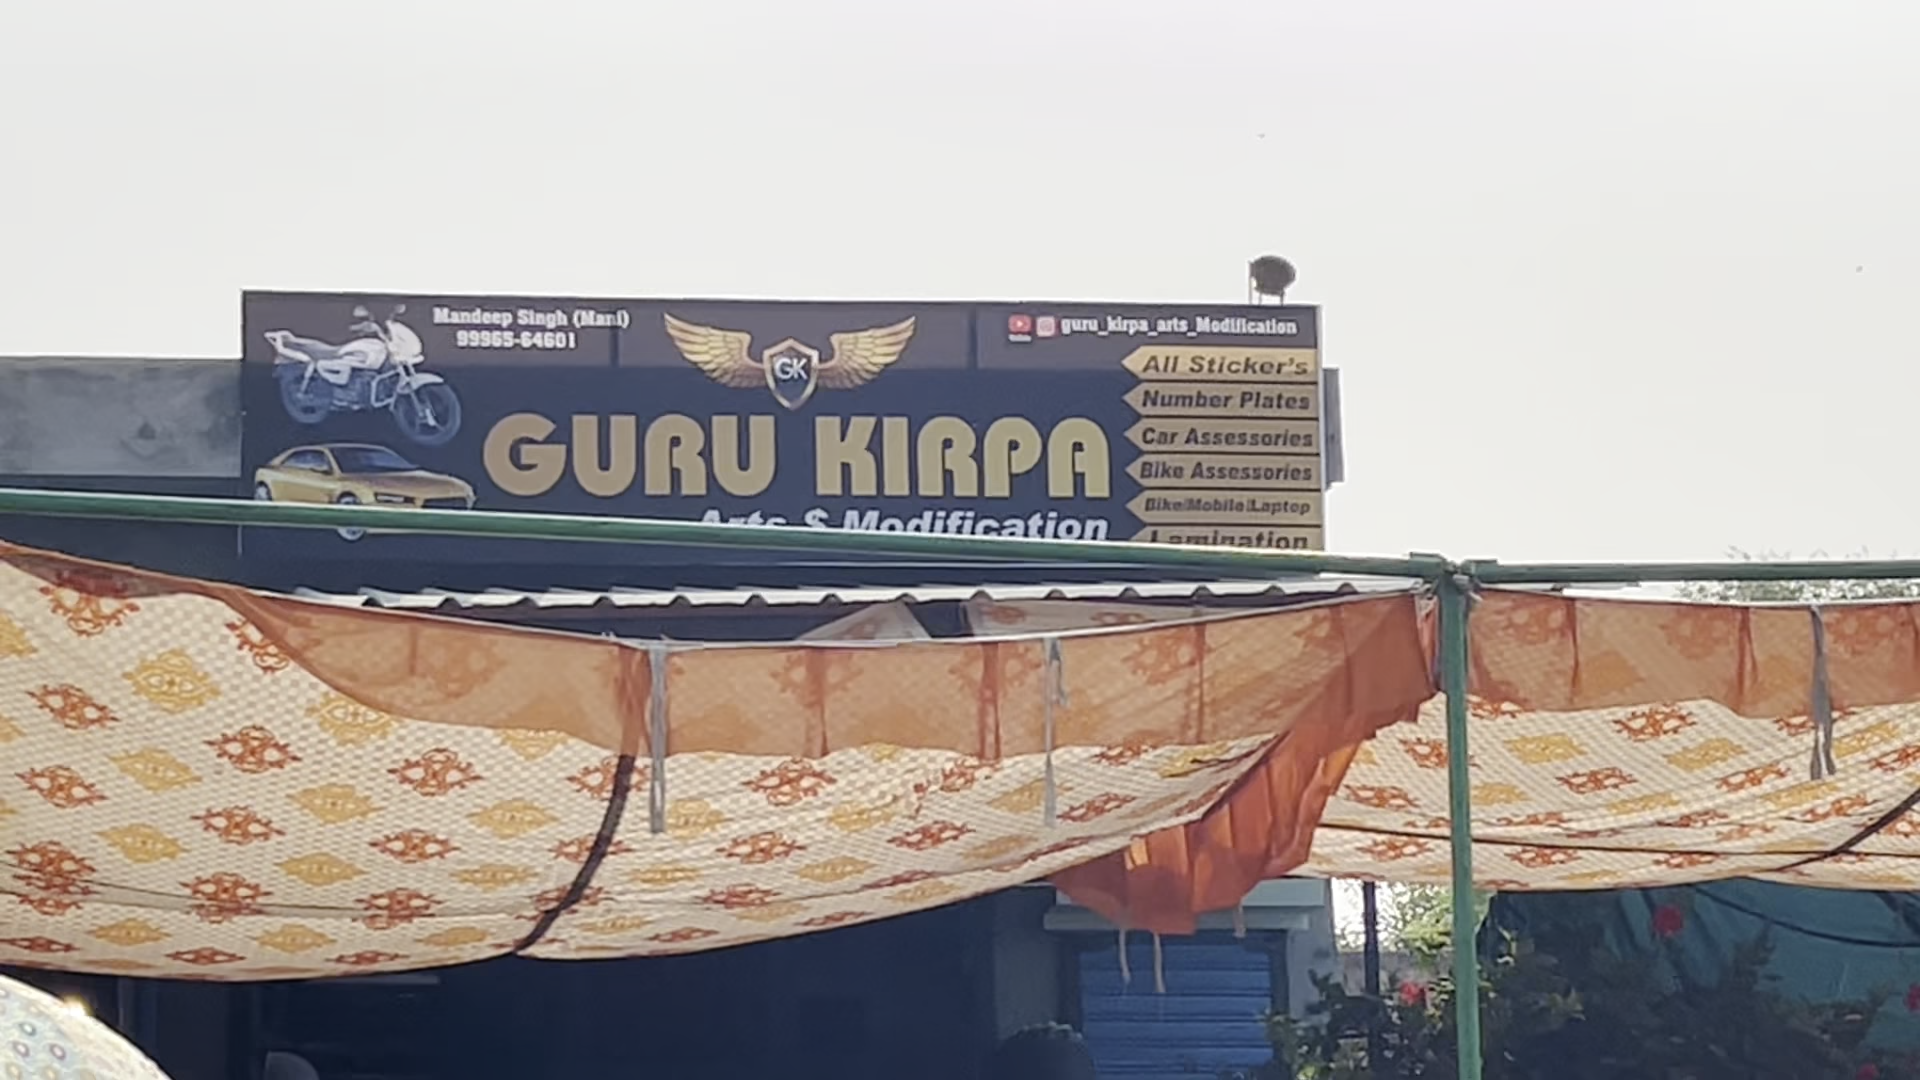 Mandeep Singh (Mani)
99965-64601
GK
guru_kirpa_arts_Modification
GURU KIRPA
Arts $ Modification
All Sticker's
Number Plates
Car Assessories
Bike Assessories
Bike/Mobile/Laptop
Lamination